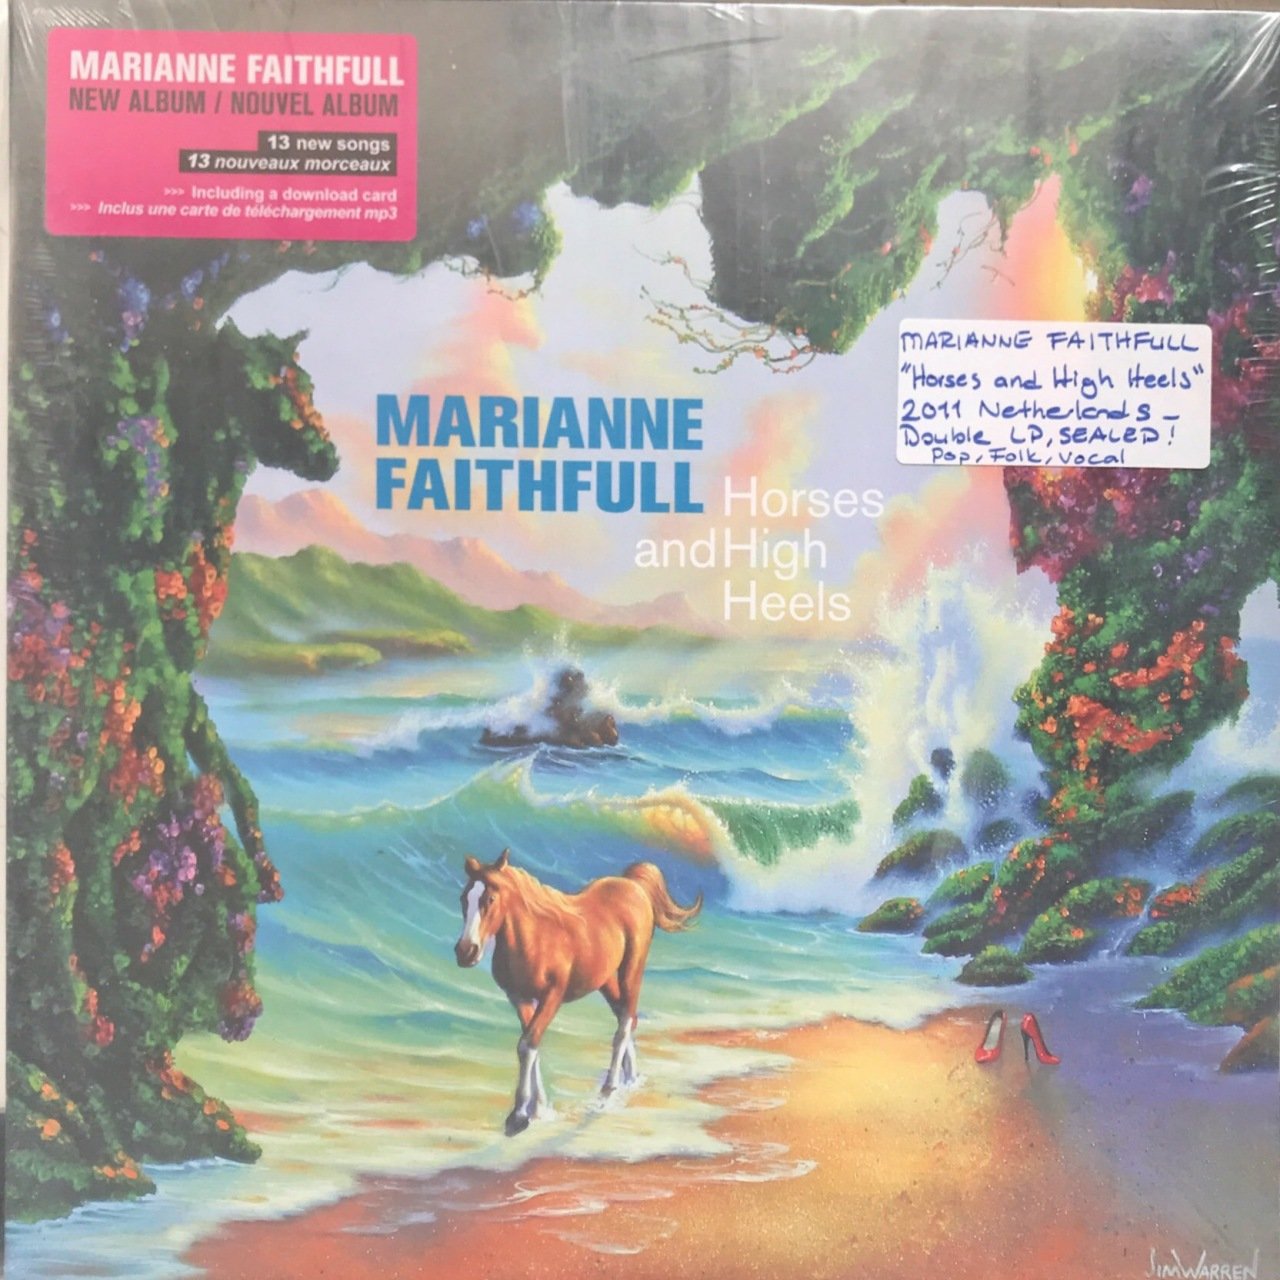 MARIANNE FAITHFULL
NEW ALBUM / NOUVEL ALBUM
13 new songs
13 nouveaux morceaux
>>> Including a download card
>>> Inclus une carte de téléchargement mp3
MARIANNE FAITHFULL
"Horses and High Heels"
2011 Netherlands -
Double LP, SEALED!
Pop, Folk, Vocal
MARIANNE
FAITHFULL
Horses
and High
Heels
JIM WARREN